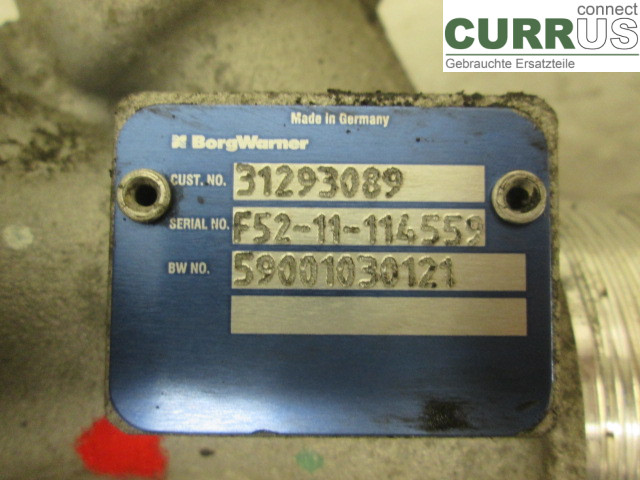 connect
CURRUS
Gebrauchte Ersatzteile
Made in Germany
BorgWarner
CUST. NO. 31293089
SERIAL NO. F52-11-114559
BW NO. 59001030121